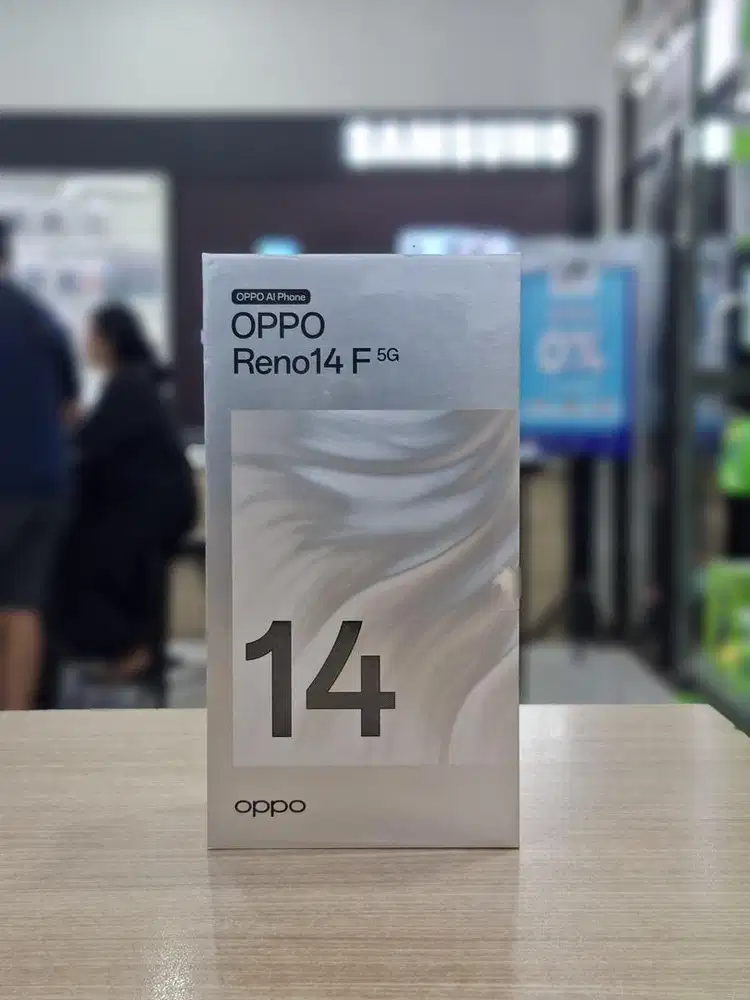 SAMSUNG
OPPO AI Phone
OPPO
Reno14 F 5G
0%
14
oppo